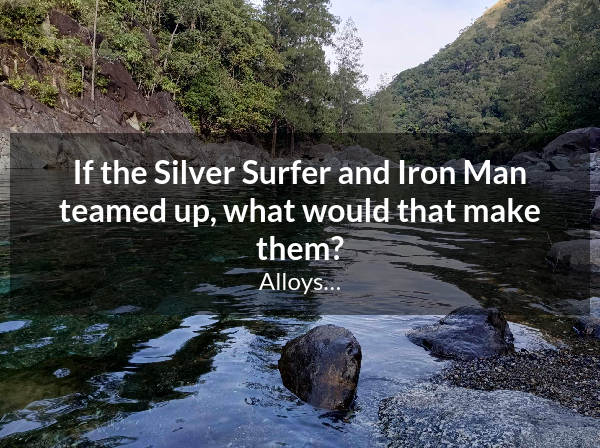 If the Silver Surfer and Iron Man
teamed up, what would that make
them?
Alloys...